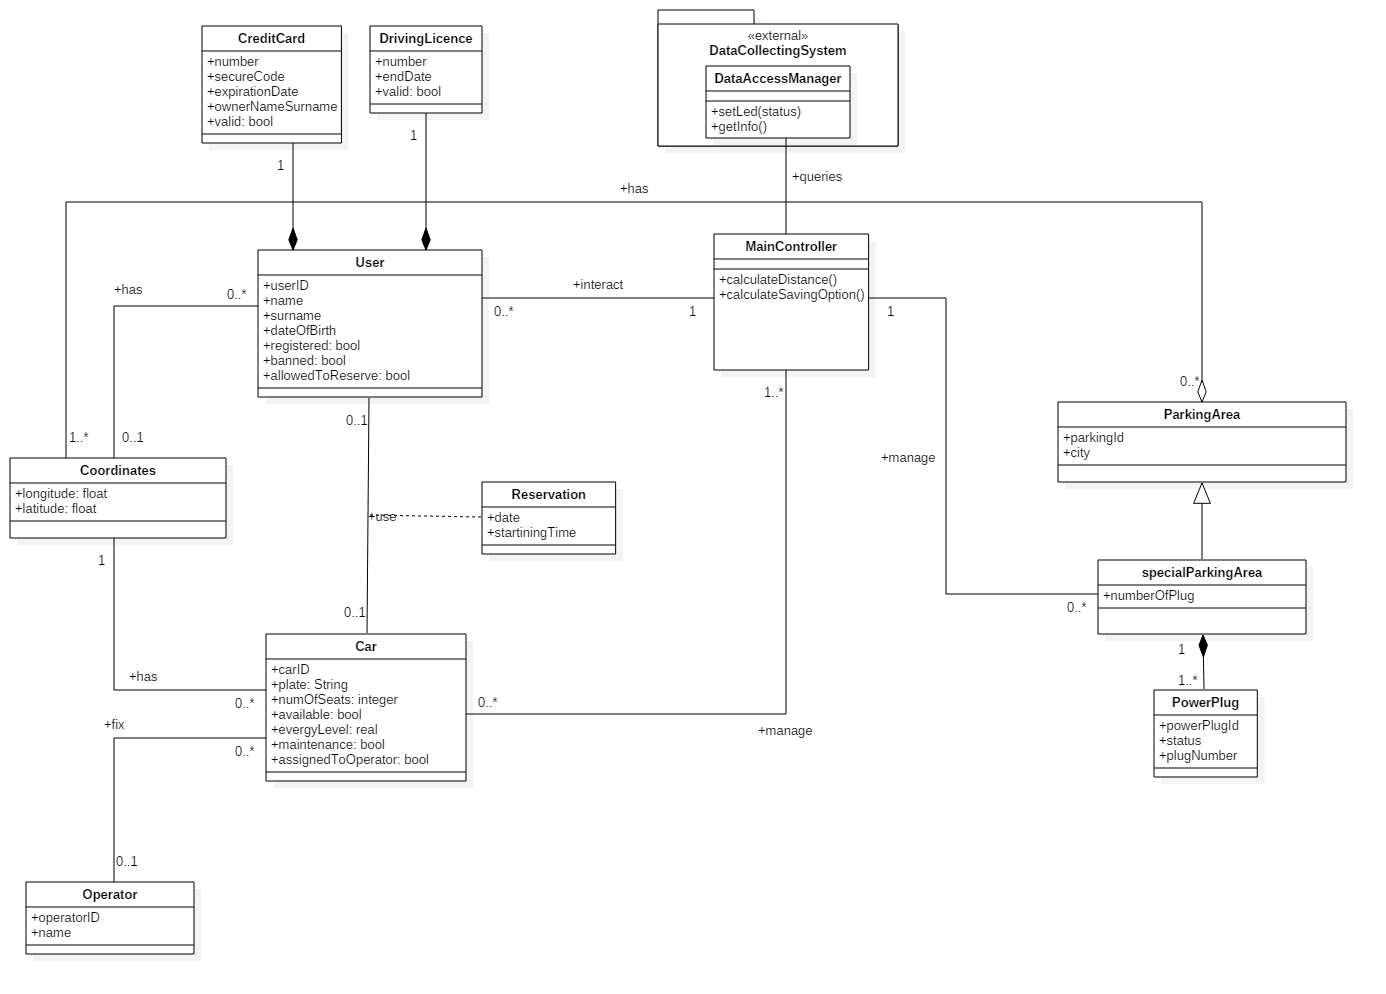 CreditCard
+number
+secureCode
+expirationDate
+ownerNameSurname
+valid: bool
DrivingLicence
+number
+endDate
+valid: bool
«external»
DataCollectingSystem
DataAccessManager
+setLed(status)
+getInfo()
1
1
+queries
+has
User
+userID
+name
+surname
+dateOfBirth
+registered: bool
+banned: bool
+allowedToReserve: bool
+has
0..*
+interact
0..*
1
MainController
+calculateDistance()
+calculateSavingOption()
1
1..*
0..*
ParkingArea
+parkingId
+city
0..1
1..*
0..1
+manage
Coordinates
+longitude: float
+latitude: float
Reservation
+date
+startiningTime
+use
1
specialParkingArea
+numberOfPlug
0..*
0..1
1
1..*
Car
+carID
+plate: String
+numOfSeats: integer
+available: bool
+evergyLevel: real
+maintenance: bool
+assignedToOperator: bool
+has
0..*
0..*
+manage
PowerPlug
+powerPlugId
+status
+plugNumber
+fix
0..*
0..1
Operator
+operatorID
+name